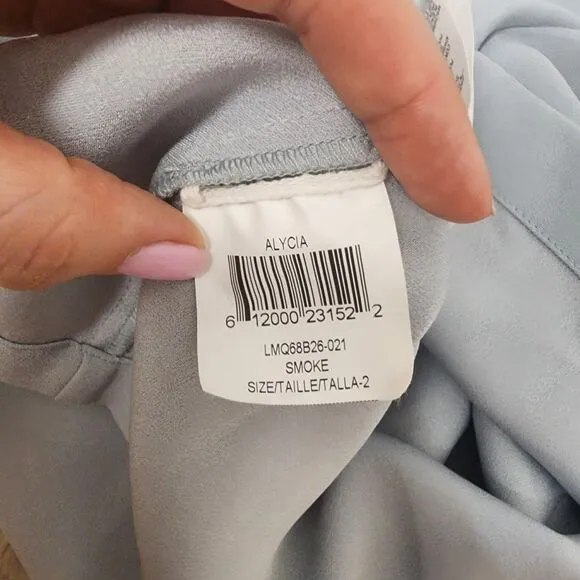 ALYCIA
6 12000 23152 2
LMQ68B26-021
SMOKE
SIZE/TAILLE/TALLA-2